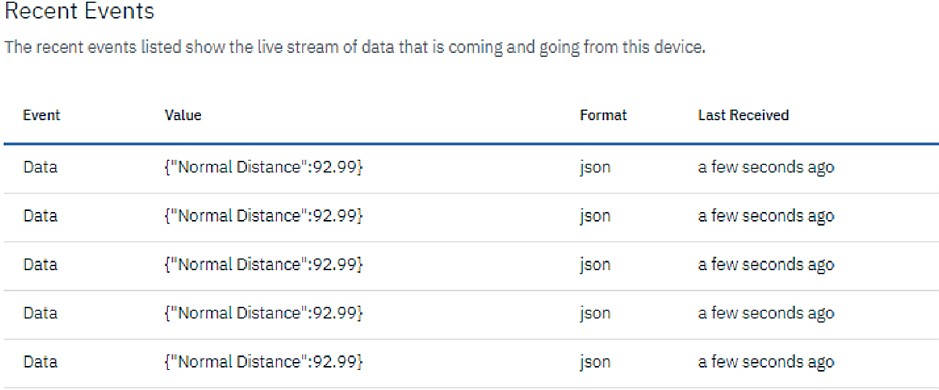 Recent Events
The recent events listed show the live stream of data that is coming and going from this device.
Event Value Format Last Received
Data {"Normal Distance":92.99} json a few seconds ago
Data {"Normal Distance":92.99} json a few seconds ago
Data {"Normal Distance":92.99} json a few seconds ago
Data {"Normal Distance":92.99} json a few seconds ago
Data {"Normal Distance":92.99} json a few seconds ago